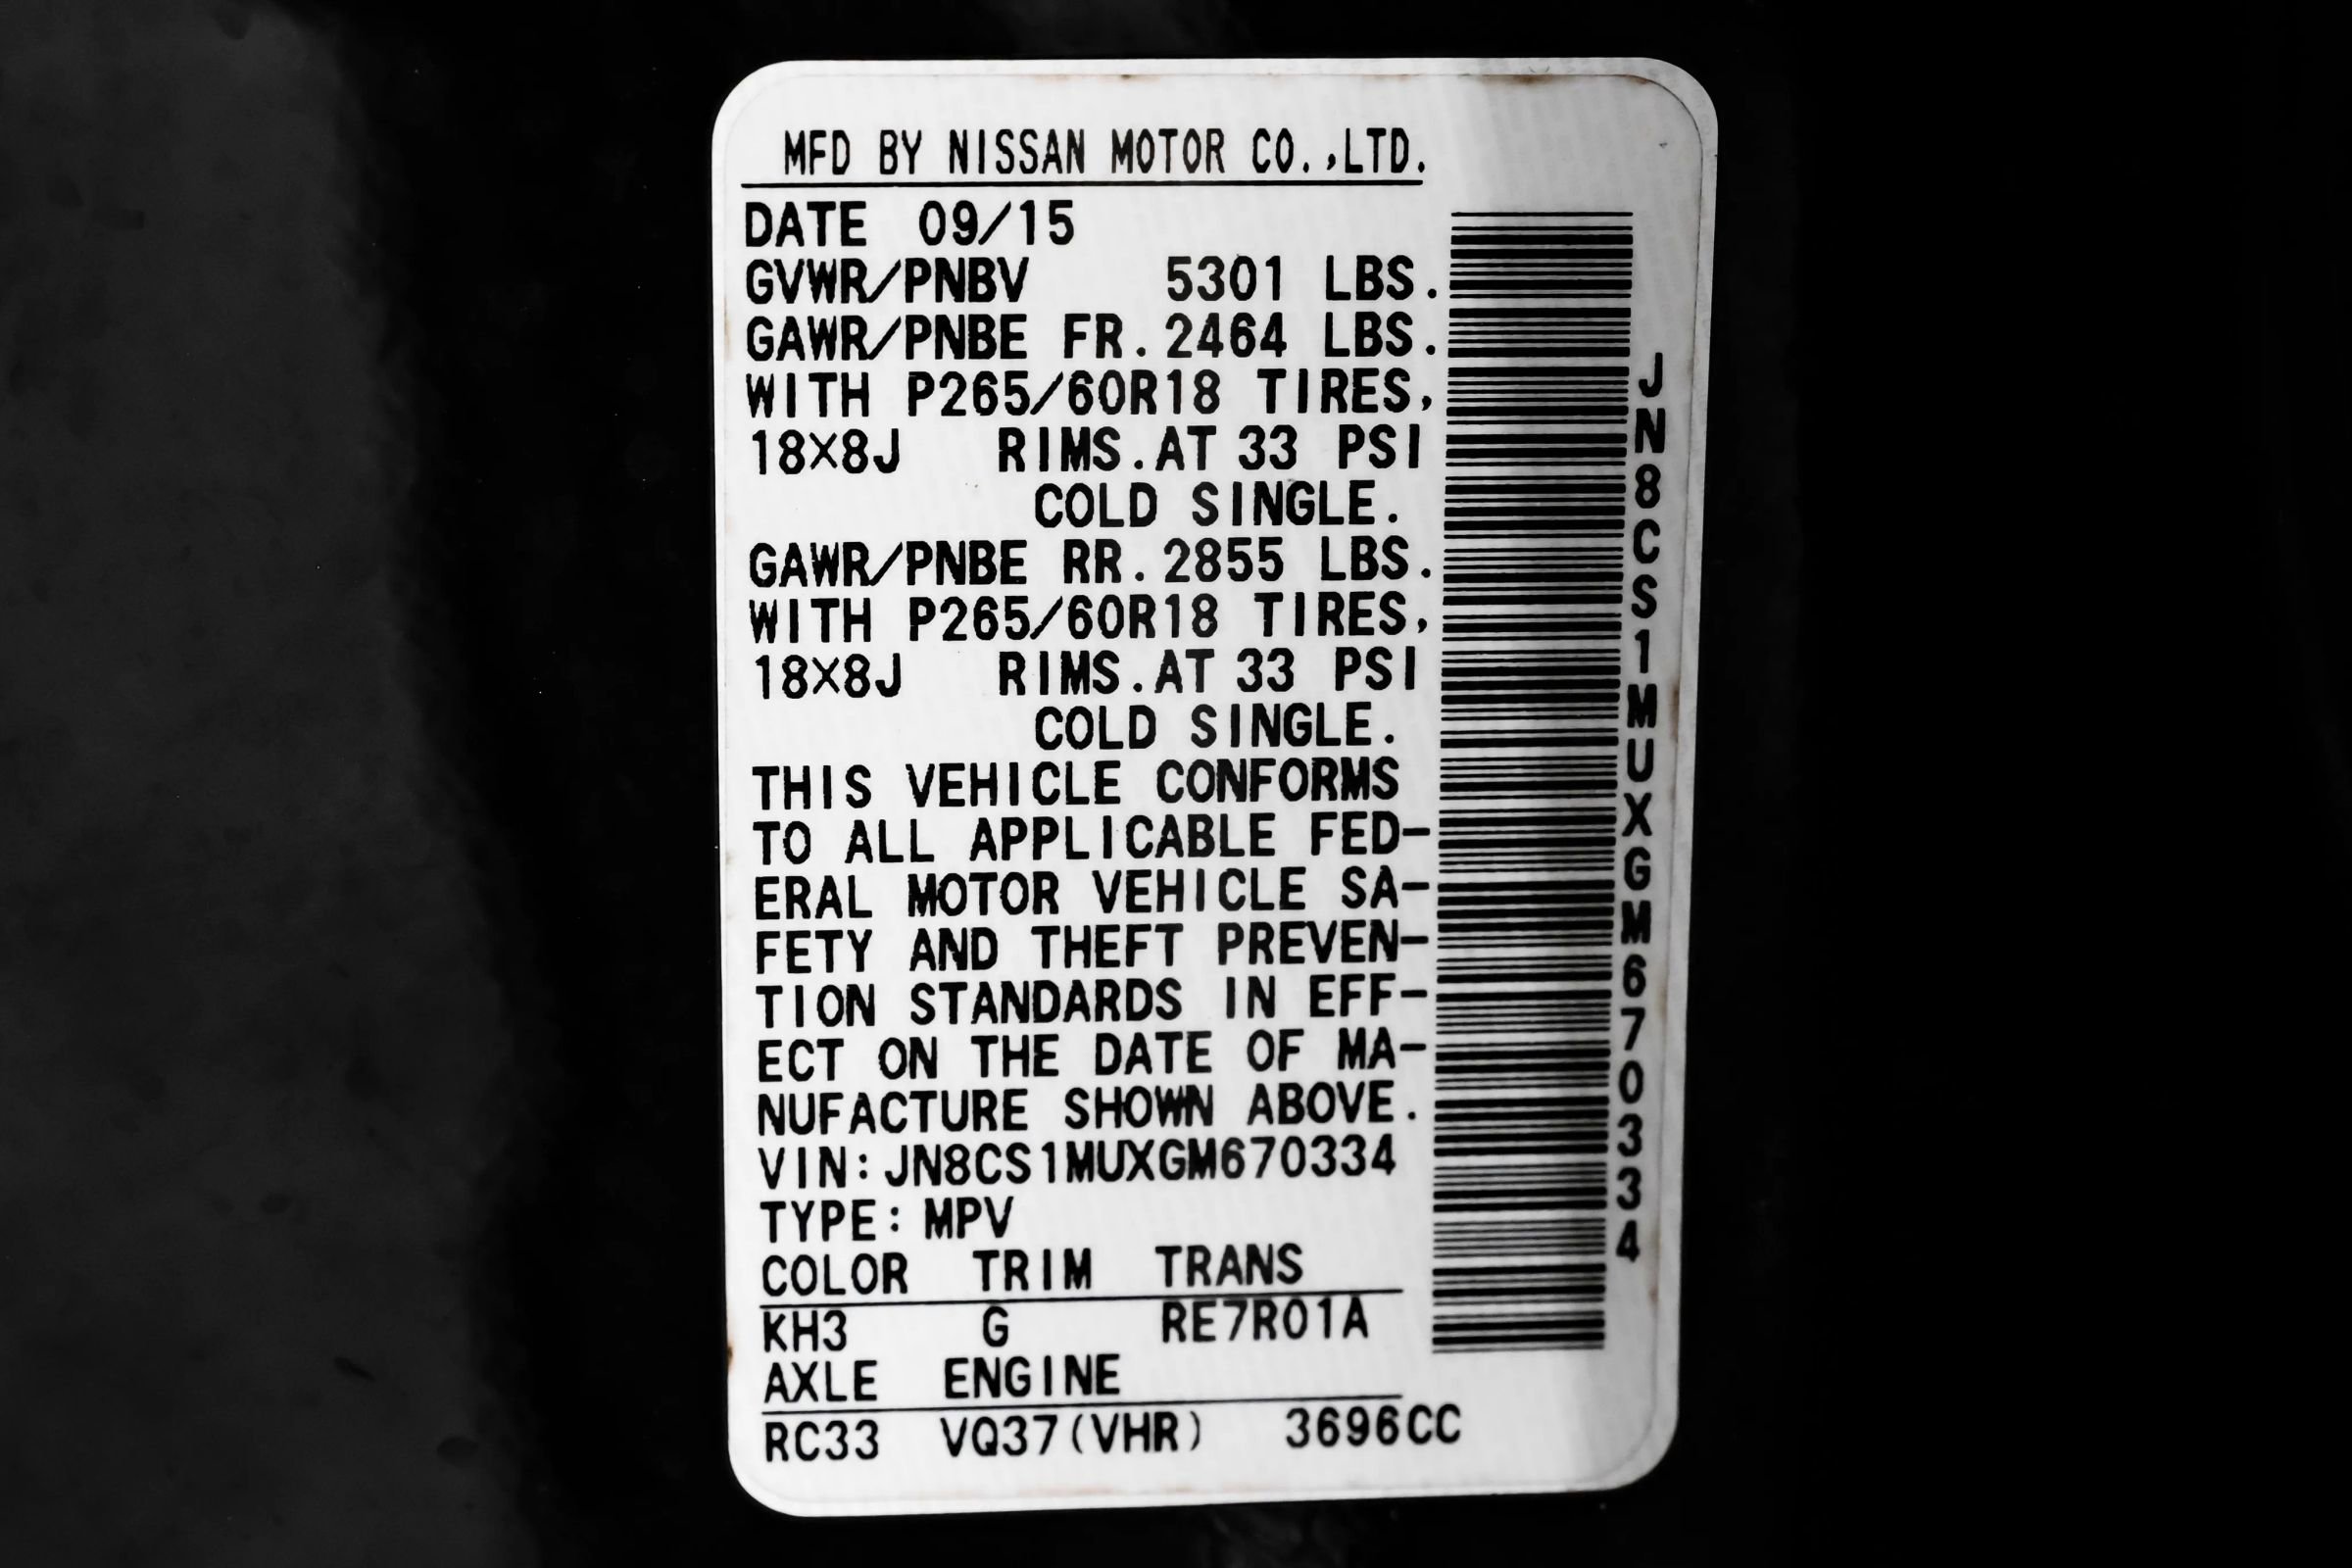 MFD BY NISSAN MOTOR CO.,LTD.
DATE 09/15
GVWR/PNBV 5301 LBS.
GAWR/PNBE FR. 2464 LBS.
WITH P265/60R18 TIRES,
18×8J RIMS.AT 33 PSI
COLD SINGLE.
GAWR/PNBE RR. 2855 LBS.
WITH P265/60R18 TIRES,
18×8J RIMS.AT 33 PSI
COLD SINGLE.
THIS VEHICLE CONFORMS
TO ALL APPLICABLE FED-
ERAL MOTOR VEHICLE SA-
FETY AND THEFT PREVEN-
TION STANDARDS IN EFF-
ECT ON THE DATE OF MA-
NUFACTURE SHOWN ABOVE.
VIN:JN8CS1MUXGM670334
TYPE: MPV
COLOR TRIM TRANS
KH3 G RE7R01A
AXLE ENGINE
RC33 VQ37(VHR) 3696CC
JN8CS1MUXGM670334